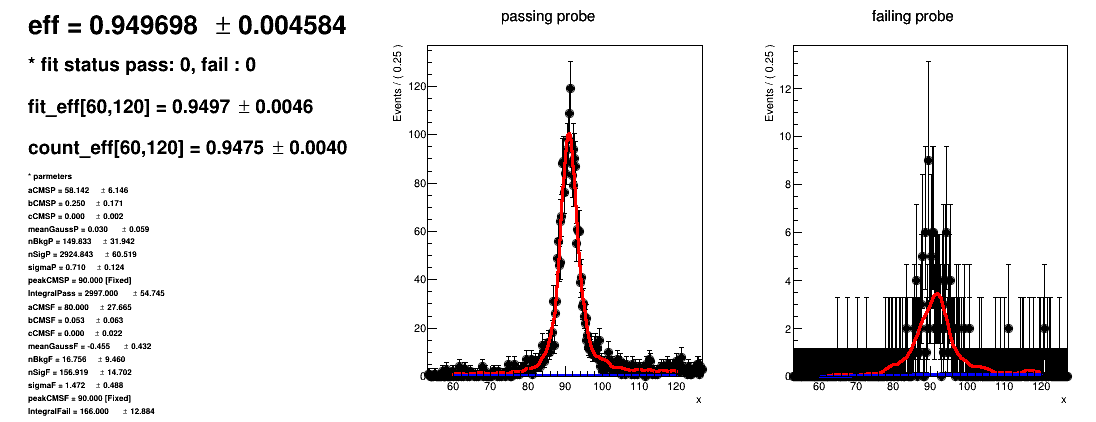 eff = 0.949698 ± 0.004584
* fit status pass: 0, fail : 0
fit_eff[60,120] = 0.9497 ± 0.0046
count_eff[60,120] = 0.9475 ± 0.0040
* parmeters
aCMSP = 58.142 ± 6.146
bCMSP = 0.250 ± 0.171
cCMSP = 0.000 ± 0.002
meanGaussP = 0.030 ± 0.059
nBkgP = 149.833 ± 31.942
nSigP = 2924.843 ± 60.519
sigmaP = 0.710 ± 0.124
peakCMSP = 90.000 [Fixed]
IntegralPass = 2997.000 ± 54.745
aCMSF = 80.000 ± 27.665
bCMSF = 0.053 ± 0.063
cCMSF = 0.000 ± 0.022
meanGaussF = -0.455 ± 0.432
nBkgF = 16.756 ± 9.460
nSigF = 156.919 ± 14.702
sigmaF = 1.472 ± 0.488
peakCMSF = 90.000 [Fixed]
IntegralFail = 166.000 ± 12.884
passing probe
Events / ( 0.25 )
120
100
80
60
40
20
0
60 70 80 90 100 110 120
x
failing probe
Events / ( 0.25 )
12
10
8
6
4
2
0
60 70 80 90 100 110 120
x